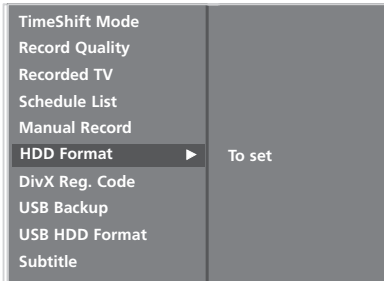 TimeShift Mode
Record Quality
Recorded TV
Schedule List
Manual Record
HDD Format ▶ To set
DivX Reg. Code
USB Backup
USB HDD Format
Subtitle